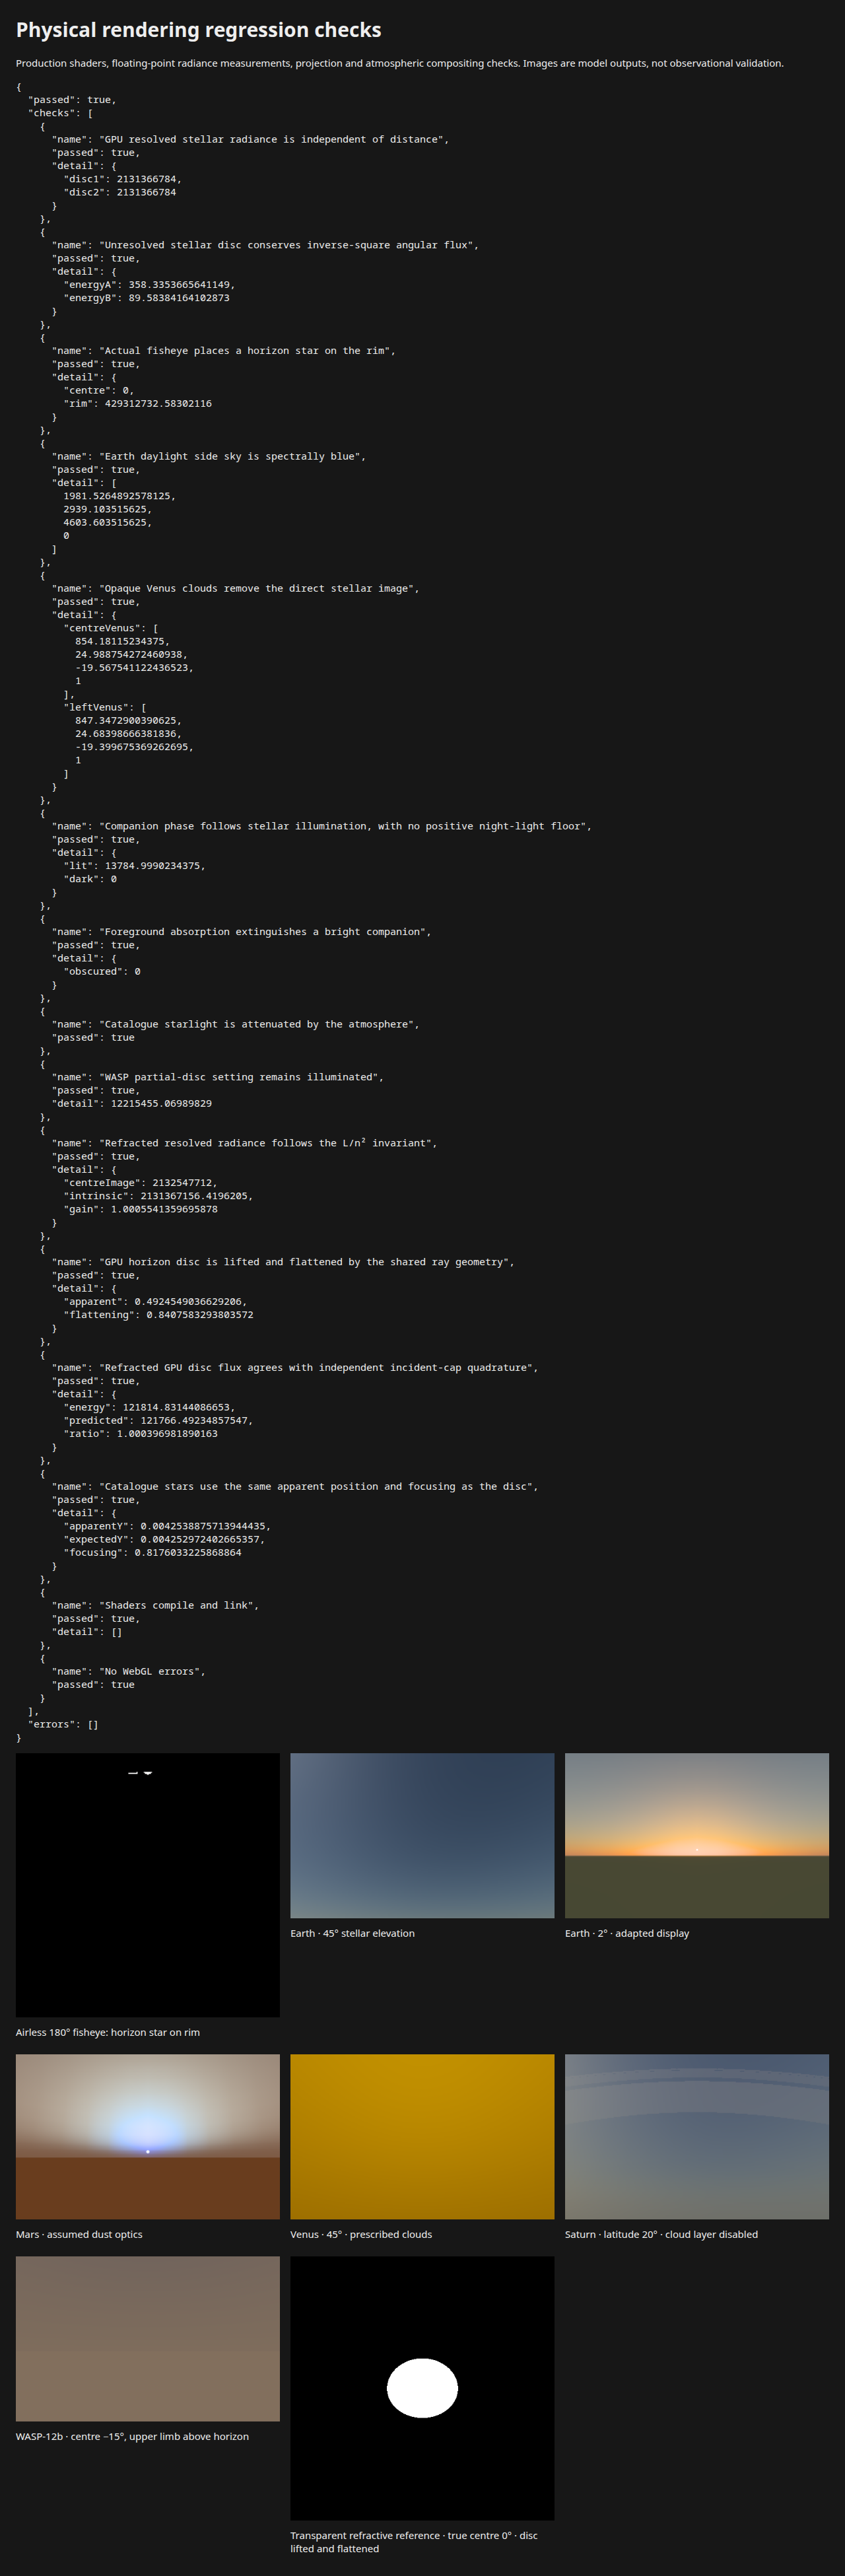 Physical rendering regression checks
Production shaders, floating-point radiance measurements, projection and atmospheric compositing checks. Images are model outputs, not observational validation.
{
  "passed": true,
  "checks": [
    {
      "name": "GPU resolved stellar radiance is independent of distance",
      "passed": true,
      "detail": {
        "disc1": 2131366784,
        "disc2": 2131366784
      }
    },
    {
      "name": "Unresolved stellar disc conserves inverse-square angular flux",
      "passed": true,
      "detail": {
        "energyA": 358.3353665641149,
        "energyB": 89.58384164102873
      }
    },
    {
      "name": "Actual fisheye places a horizon star on the rim",
      "passed": true,
      "detail": {
        "centre": 0,
        "rim": 429312732.58302116
      }
    },
    {
      "name": "Earth daylight side sky is spectrally blue",
      "passed": true,
      "detail": [
        1981.5264892578125,
        2939.103515625,
        4603.603515625,
        0
      ]
    },
    {
      "name": "Opaque Venus clouds remove the direct stellar image",
      "passed": true,
      "detail": {
        "centreVenus": [
          854.18115234375,
          24.988754272460938,
          -19.567541122436523,
          1
        ],
        "leftVenus": [
          847.3472900390625,
          24.68398666381836,
          -19.399675369262695,
          1
        ]
      }
    },
    {
      "name": "Companion phase follows stellar illumination, with no positive night-light floor",
      "passed": true,
      "detail": {
        "lit": 13784.9990234375,
        "dark": 0
      }
    },
    {
      "name": "Foreground absorption extinguishes a bright companion",
      "passed": true,
      "detail": {
        "obscured": 0
      }
    },
    {
      "name": "Catalogue starlight is attenuated by the atmosphere",
      "passed": true
    },
    {
      "name": "WASP partial-disc setting remains illuminated",
      "passed": true,
      "detail": 12215455.06989829
    },
    {
      "name": "Refracted resolved radiance follows the L/n² invariant",
      "passed": true,
      "detail": {
        "centreImage": 2132547712,
        "intrinsic": 2131367156.4196205,
        "gain": 1.0005541359695878
      }
    },
    {
      "name": "GPU horizon disc is lifted and flattened by the shared ray geometry",
      "passed": true,
      "detail": {
        "apparent": 0.4924549036629206,
        "flattening": 0.8407583293803572
      }
    },
    {
      "name": "Refracted GPU disc flux agrees with independent incident-cap quadrature",
      "passed": true,
      "detail": {
        "energy": 121814.83144086653,
        "predicted": 121766.49234857547,
        "ratio": 1.000396981890163
      }
    },
    {
      "name": "Catalogue stars use the same apparent position and focusing as the disc",
      "passed": true,
      "detail": {
        "apparentY": 0.0042538875713944435,
        "expectedY": 0.004252972402665357,
        "focusing": 0.8176033225868864
      }
    },
    {
      "name": "Shaders compile and link",
      "passed": true,
      "detail": []
    },
    {
      "name": "No WebGL errors",
      "passed": true
    }
  ],
  "errors": []
}
Earth · 45° stellar elevation
Earth · 2° · adapted display
Airless 180° fisheye: horizon star on rim
Mars · assumed dust optics
Venus · 45° · prescribed clouds
Saturn · latitude 20° · cloud layer disabled
WASP-12b · centre −15°, upper limb above horizon
Transparent refractive reference · true centre 0° · disc
lifted and flattened